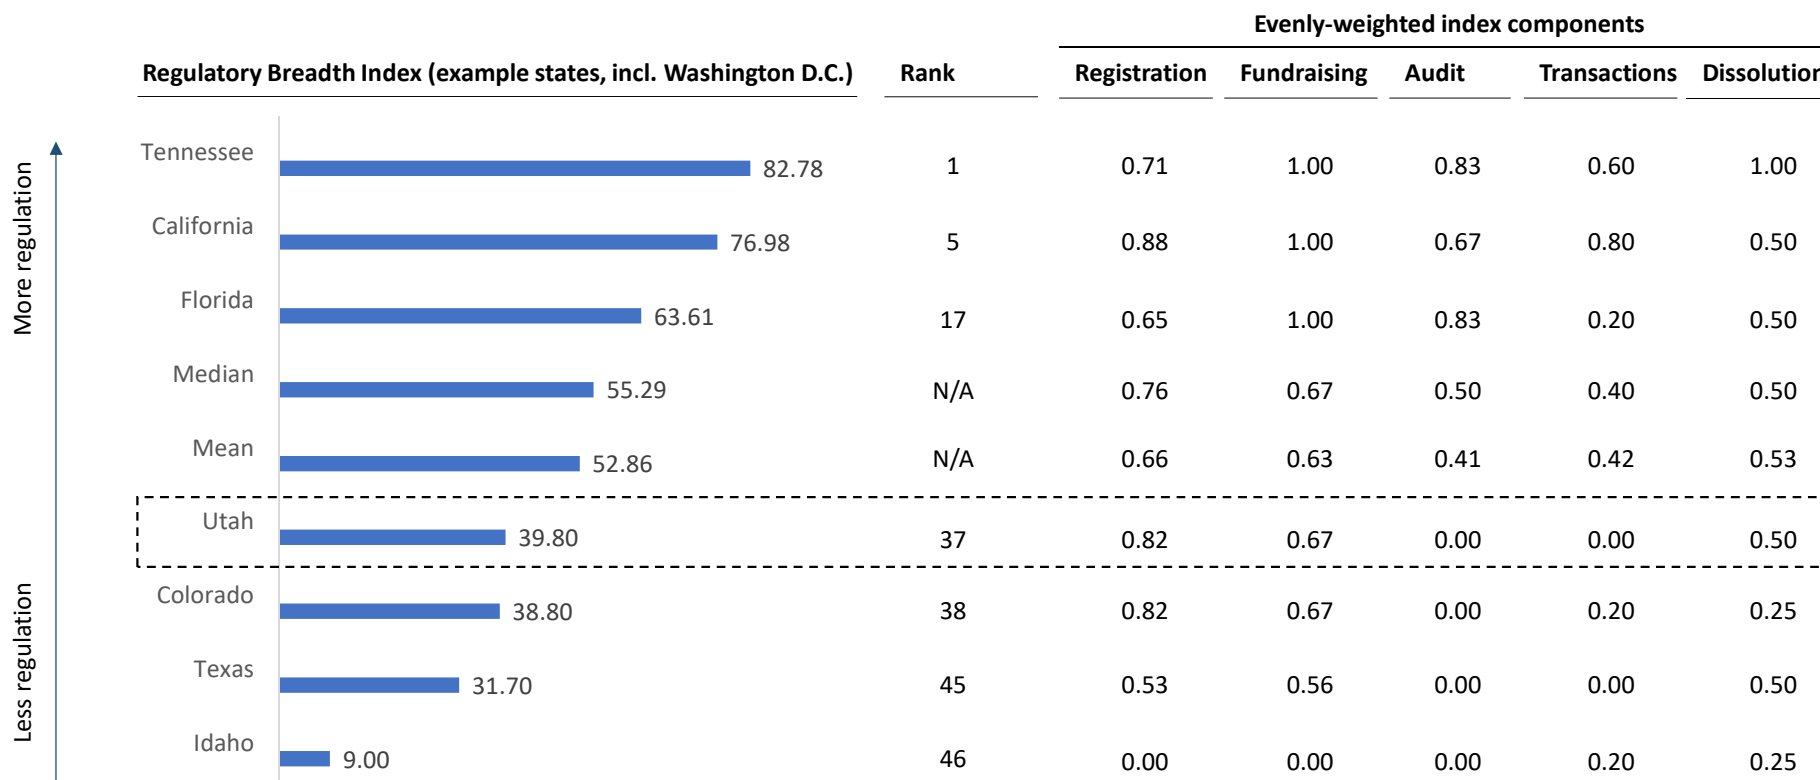 Evenly-weighted index components
Regulatory Breadth Index (example states, incl. Washington D.C.) Rank Registration Fundraising Audit Transactions Dissolution
More regulation
Tennessee 82.78 1 0.71 1.00 0.83 0.60 1.00
California 76.98 5 0.88 1.00 0.67 0.80 0.50
Florida 63.61 17 0.65 1.00 0.83 0.20 0.50
Median 55.29 N/A 0.76 0.67 0.50 0.40 0.50
Mean 52.86 N/A 0.66 0.63 0.41 0.42 0.53
Utah 39.80 37 0.82 0.67 0.00 0.00 0.50
Less regulation
Colorado 38.80 38 0.82 0.67 0.00 0.20 0.25
Texas 31.70 45 0.53 0.56 0.00 0.00 0.50
Idaho 9.00 46 0.00 0.00 0.00 0.20 0.25